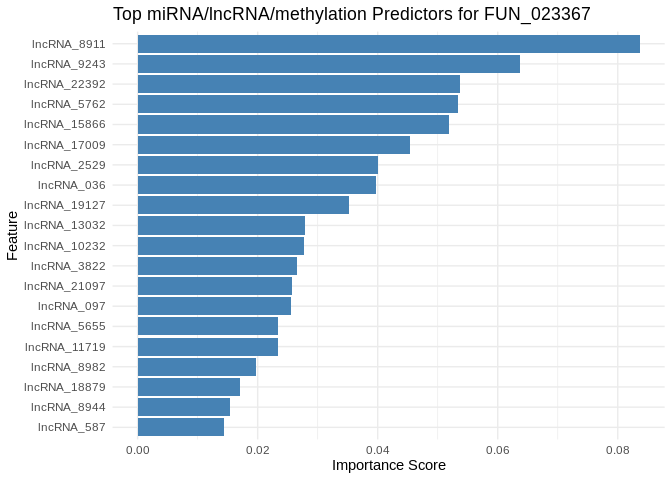 Top miRNA/lncRNA/methylation Predictors for FUN_023367
Feature
lncRNA_8911
lncRNA_9243
lncRNA_22392
lncRNA_5762
lncRNA_15866
lncRNA_17009
lncRNA_2529
lncRNA_036
lncRNA_19127
lncRNA_13032
lncRNA_10232
lncRNA_3822
lncRNA_21097
lncRNA_097
lncRNA_5655
lncRNA_11719
lncRNA_8982
lncRNA_18879
lncRNA_8944
lncRNA_587
0.00 0.02 0.04 0.06 0.08
Importance Score